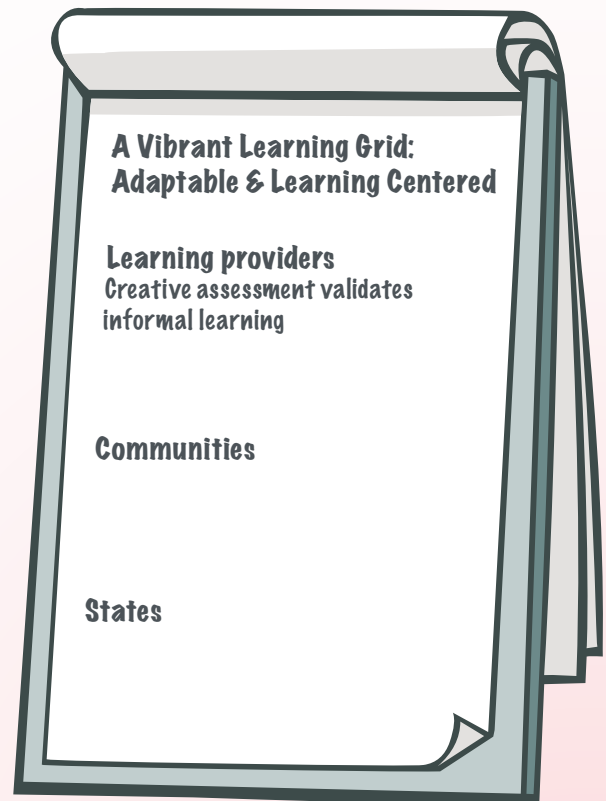 A Vibrant Learning Grid:
Adaptable & Learning Centered
Learning providers
Creative assessment validates
informal learning
Communities
States